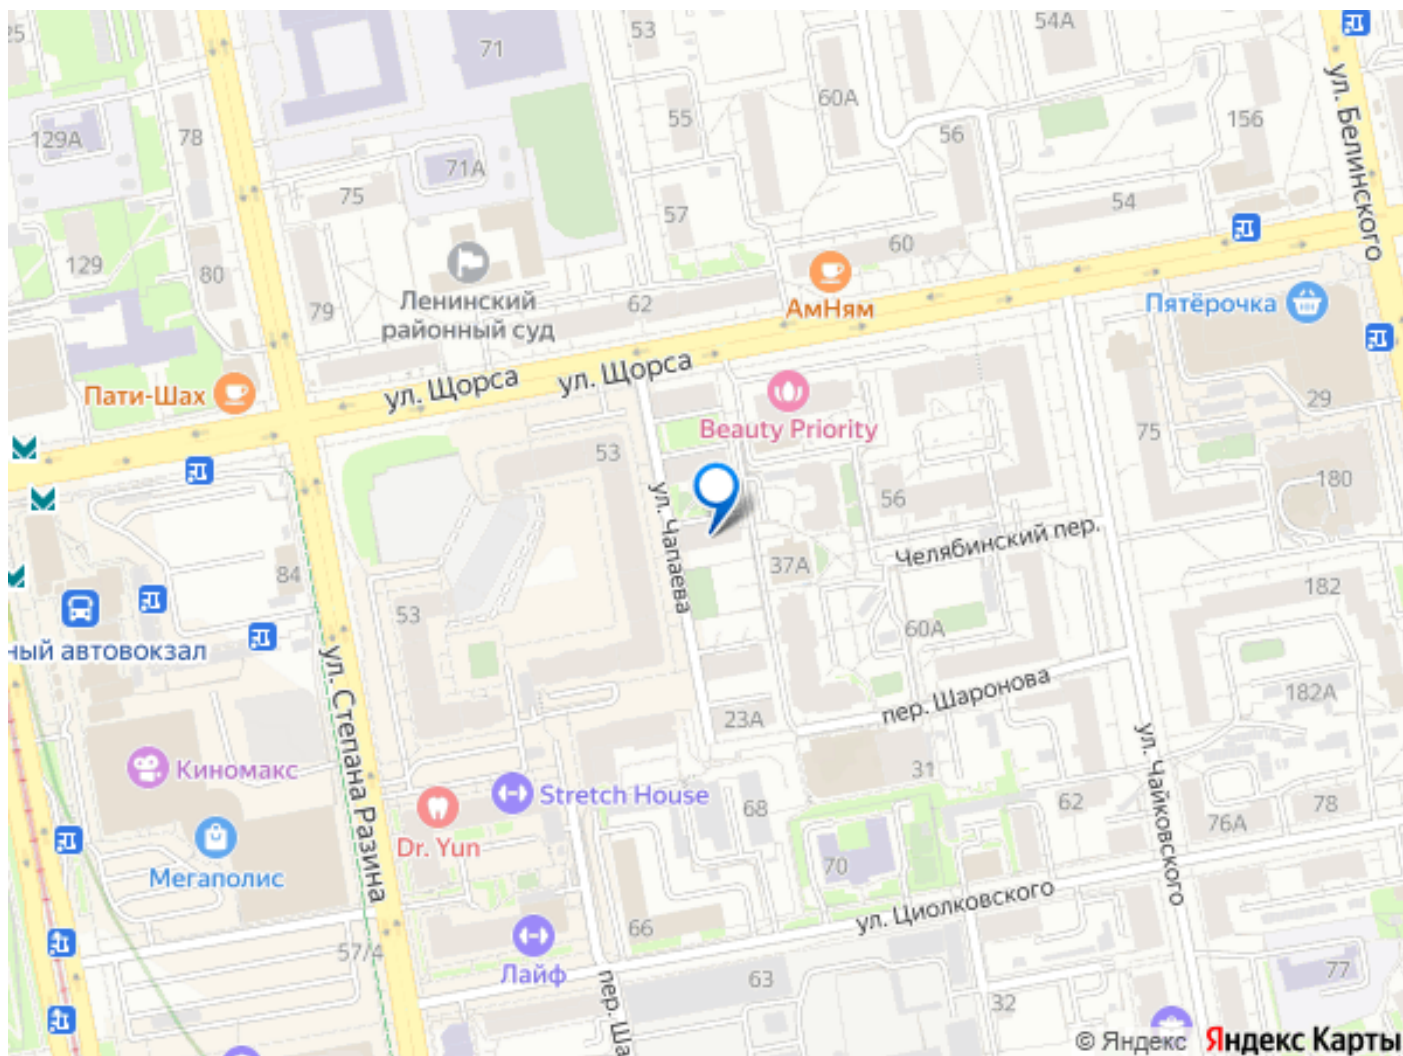 25
53
54А
71
60А
55
56
156
129А
78
71А
ул. Белинского
75
57
54
60
129
80
Ленинский
районный суд
79
62
АмНям
Пятёрочка
Пати-Шах
ул. Щорса
ул. Щорса
Beauty Priority
29
53
75
180
ул. Чапаева
56
Челябинский пер.
84
37А
182
53
60А
ный автовокзал
ул. Степана Разина
пер. Шаронова
182А
23А
Киномакс
ул. Чайковского
31
Stretch House
68
62
78
76А
Dr. Yun
Мегаполис
70
ул. Циолковского
66
57/4
Лайф
63
77
пер. Ша
32
© Яндекс Яндекс Карты